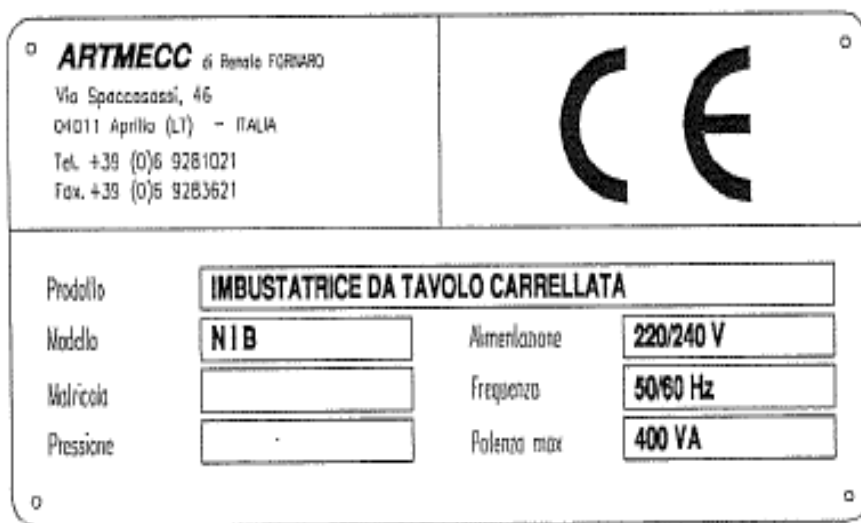 ARTMECC di Renato FORNARO
Via Spaccasassi, 46
04011 Aprilia (LT) - ITALIA
Tel. +39 (0)6 9281021
Fax. +39 (0)6 9283621
CE
Prodotto IMBUSTATRICE DA TAVOLO CARRELLATA
Modello NIB Alimentazione 220/240 V
Matricola Frequenza 50/60 Hz
Pressione Potenza max 400 VA